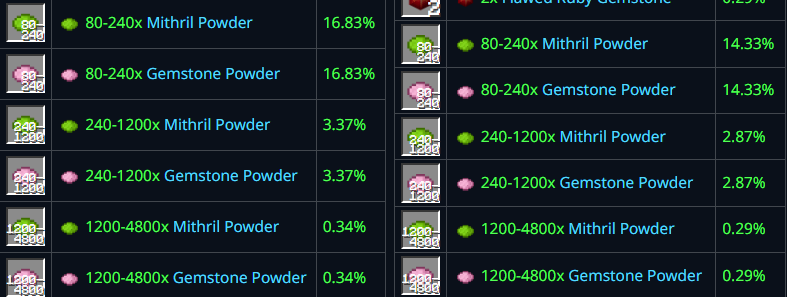 80-240 80-240x Mithril Powder 16.83%
80-240 80-240x Gemstone Powder 16.83%
240-1200 240-1200x Mithril Powder 3.37%
240-1200 240-1200x Gemstone Powder 3.37%
1200-4800 1200-4800x Mithril Powder 0.34%
1200-4800 1200-4800x Gemstone Powder 0.34%
2 2x Flawed Ruby Gemstone 0.29%
80-240 80-240x Mithril Powder 14.33%
80-240 80-240x Gemstone Powder 14.33%
240-1200 240-1200x Mithril Powder 2.87%
240-1200 240-1200x Gemstone Powder 2.87%
1200-4800 1200-4800x Mithril Powder 0.29%
1200-4800 1200-4800x Gemstone Powder 0.29%